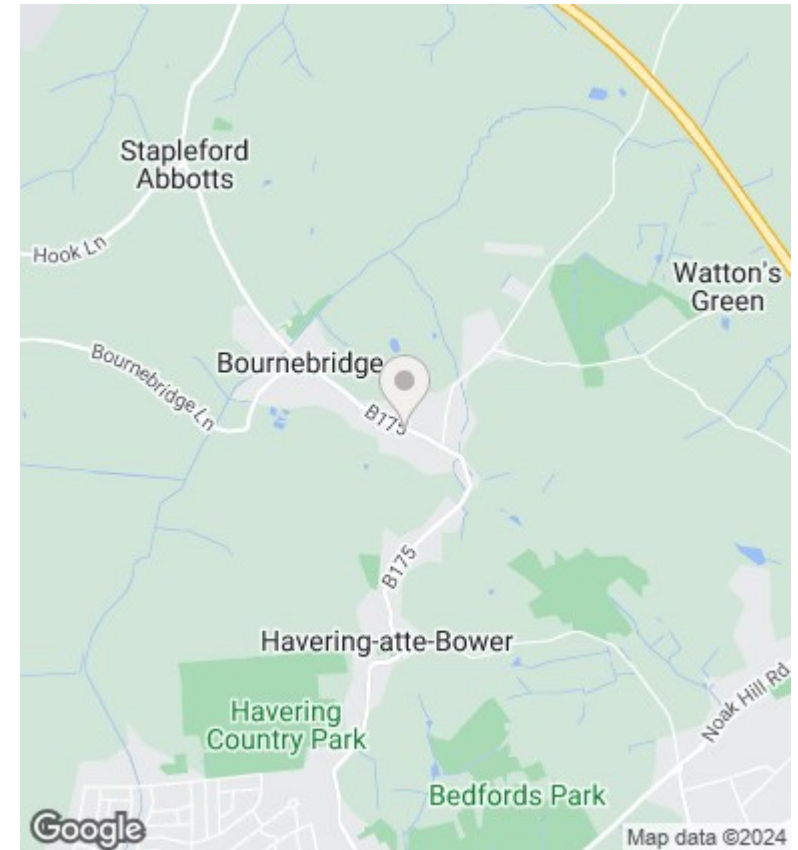 Stapleford
Abbotts
Hook Ln
Watton's
Green
Bournebridge
Bournebridge Ln
B175
B175
Havering-atte-Bower
Havering
Country Park
Noak Hill Rd
Bedfords Park
Google
Map data ©2024